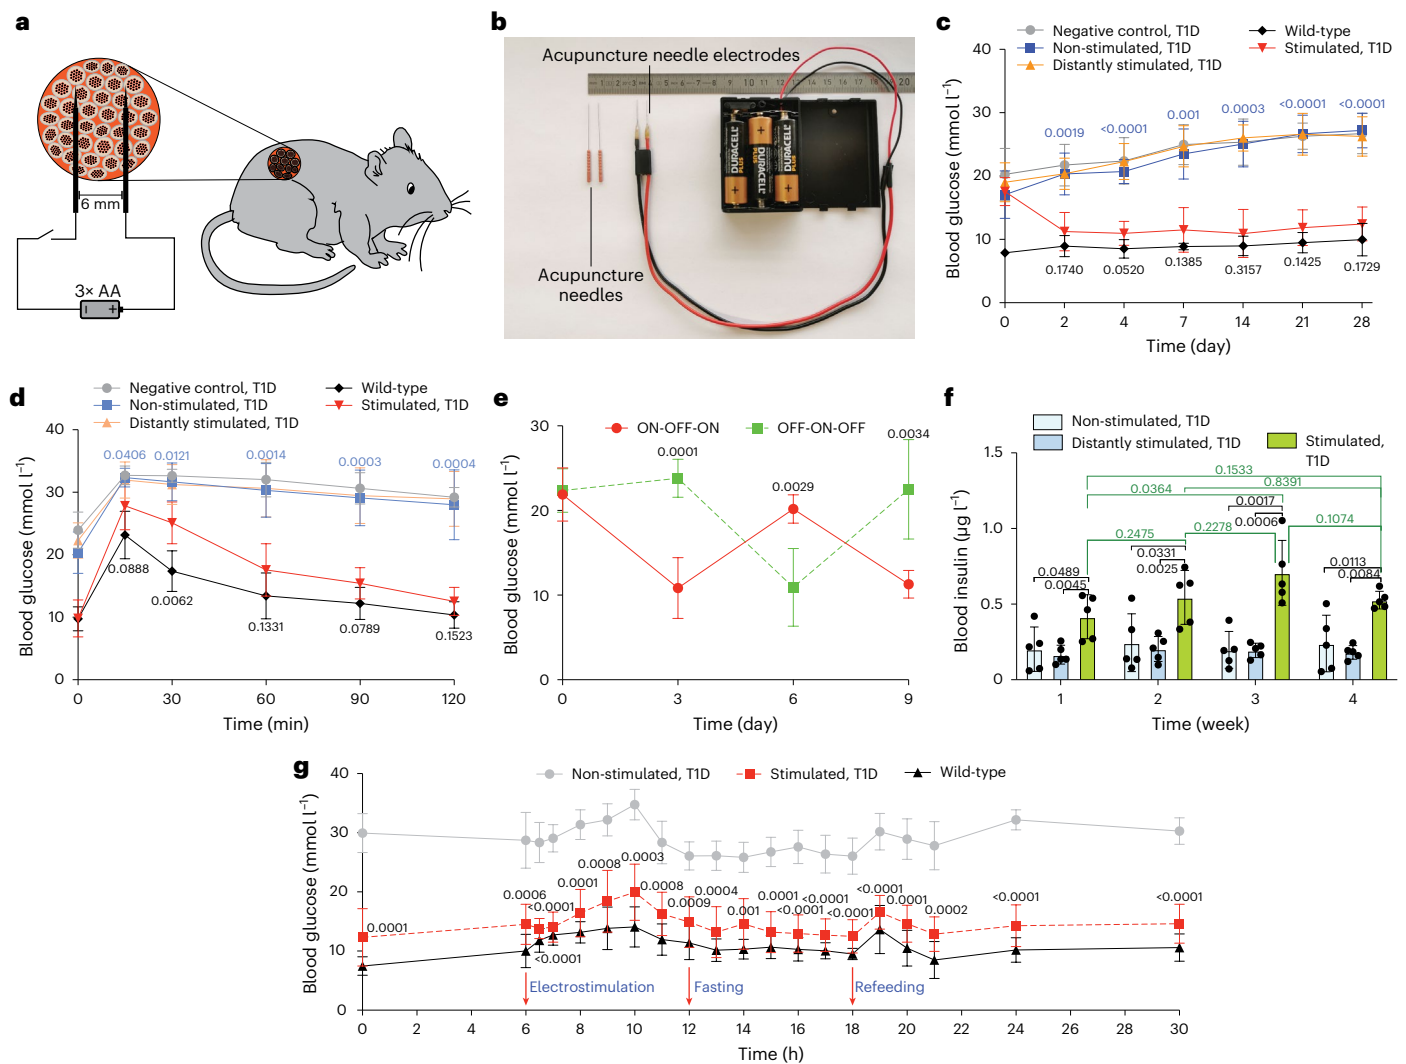 a
6 mm
3× AA
− +
b
Acupuncture needle electrodes
Acupuncture
needles
DURACELL
PLUS
DURACELL
PLUS
DURACELL
PLUS
c
Negative control, T1D
Non-stimulated, T1D
Distantly stimulated, T1D
Wild-type
Stimulated, T1D
Blood glucose (mmol l⁻¹)
40
30
20
10
0
0.0019 <0.0001 0.001 0.0003 <0.0001 <0.0001
0.1740 0.0520 0.1385 0.3157 0.1425 0.1729
0 2 4 7 14 21 28
Time (day)
d
Negative control, T1D
Non-stimulated, T1D
Distantly stimulated, T1D
Wild-type
Stimulated, T1D
Blood glucose (mmol l⁻¹)
40
30
20
10
0
0.0406 0.0121 0.0014 0.0003 0.0004
0.0888 0.0062 0.1331 0.0789 0.1523
0 30 60 90 120
Time (min)
e
ON-OFF-ON OFF-ON-OFF
Blood glucose (mmol l⁻¹)
30
20
10
0
0.0001 0.0029 0.0034
0 3 6 9
Time (day)
f
Non-stimulated, T1D
Distantly stimulated, T1D
Stimulated,
T1D
Blood insulin (µg l⁻¹)
1.5
1.0
0.5
0
0.1533
0.8391
0.0364
0.0017
0.0006
0.2278
0.1074
0.2475
0.0331
0.0025
0.0489
0.0045
0.0113
0.0084
1 2 3 4
Time (week)
g
Non-stimulated, T1D Stimulated, T1D Wild-type
Blood glucose (mmol l⁻¹)
40
30
20
10
0
0.0001
0.0006
<0.0001
<0.0001
0.0001
0.0008
0.0003
0.0008
0.0009
0.0004
0.001
0.0001
<0.0001
<0.0001
<0.0001
<0.0001
0.0001
0.0002
<0.0001
<0.0001
Electrostimulation Fasting Refeeding
0 2 4 6 8 10 12 14 16 18 20 22 24 26 28 30
Time (h)